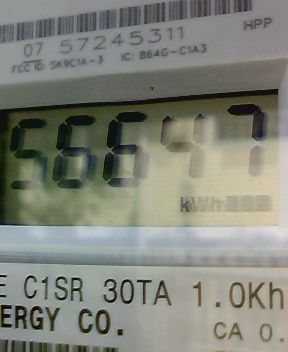 07 57245311 HPP
FCC ID: SK9C1A-3 IC: 864G-C1A3
56647
kWh
E C1SR 30TA 1.0Kh
ERGY CO. CA 0.